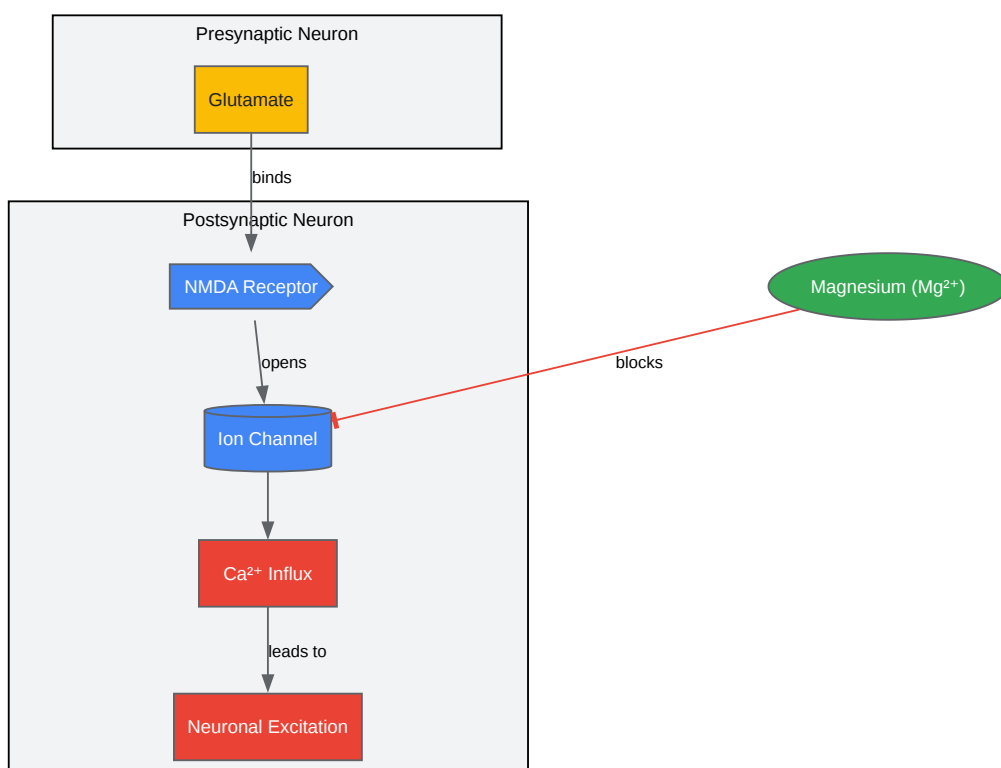 Presynaptic Neuron
Glutamate
binds
Postsynaptic Neuron
NMDA Receptor
Magnesium (Mg²⁺)
opens
blocks
Ion Channel
Ca²⁺ Influx
leads to
Neuronal Excitation